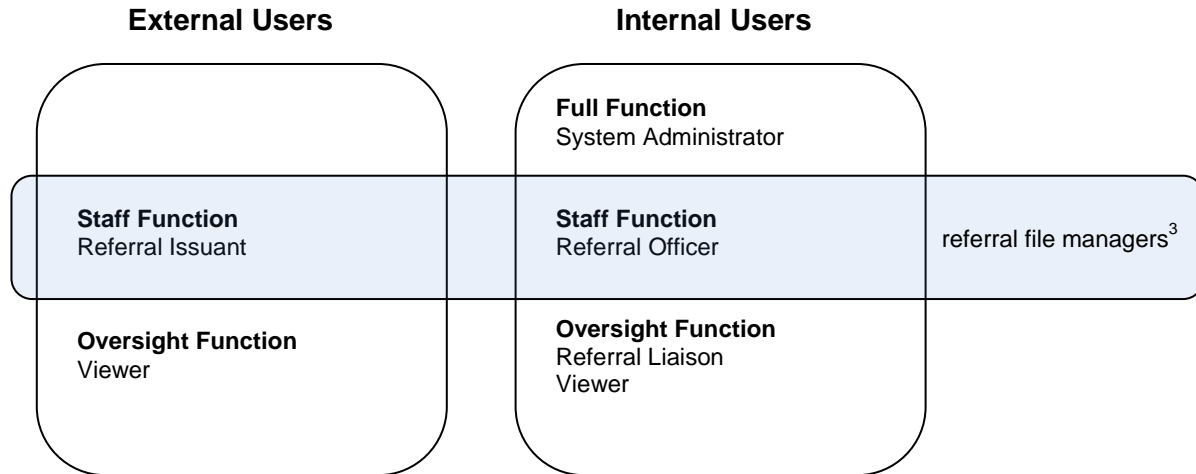 External Users
Internal Users
Full Function
System Administrator
Staff Function
Referral Issuant
Staff Function
Referral Officer
referral file managers3
Oversight Function
Viewer
Oversight Function
Referral Liaison
Viewer